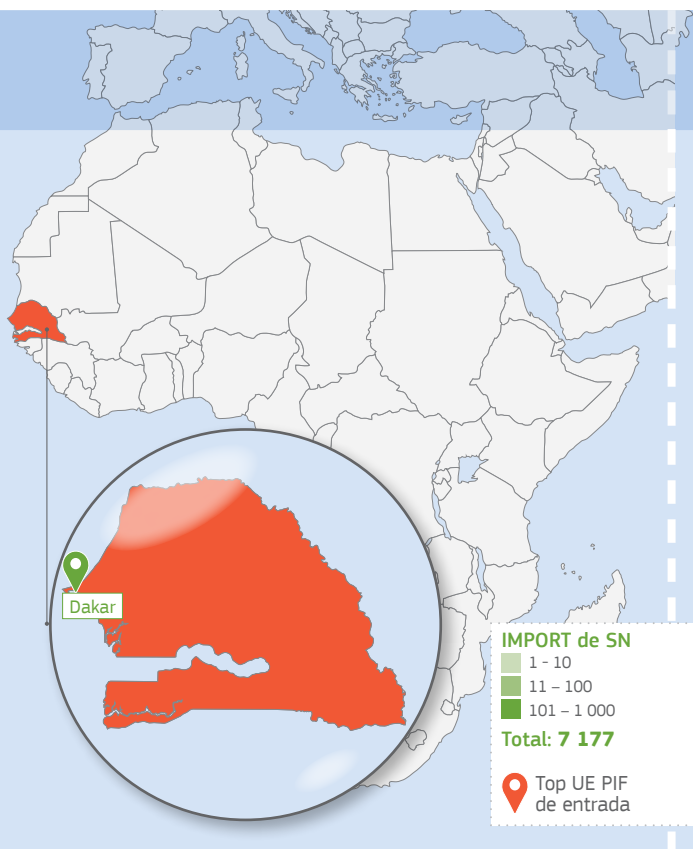 Dakar
IMPORT de SN
1 - 10
11 – 100
101 – 1 000
Total: 7 177
Top UE PIF
de entrada